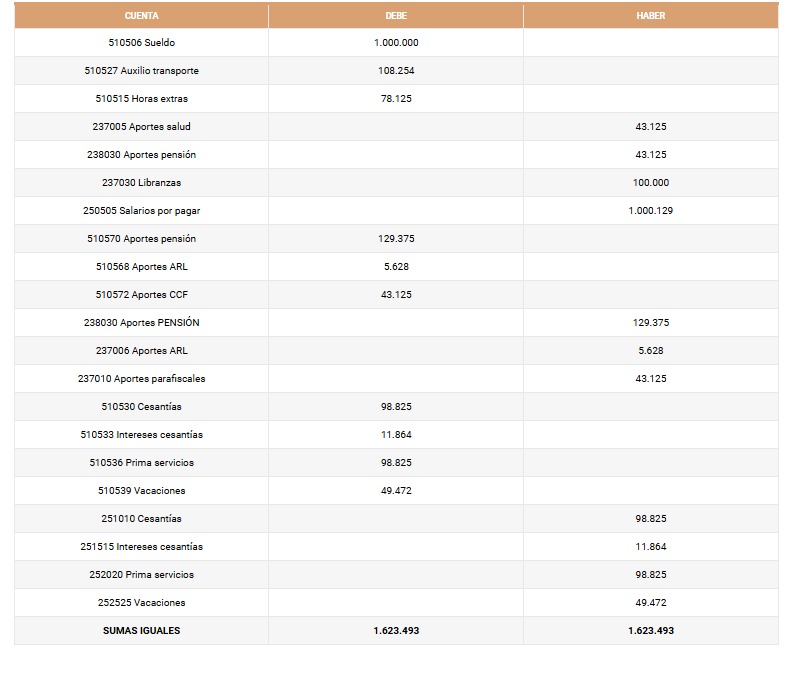 CUENTA DEBE HABER
510506 Sueldo 1.000.000
510527 Auxilio transporte 108.254
510515 Horas extras 78.125
237005 Aportes salud 43.125
238030 Aportes pensión 43.125
237030 Libranzas 100.000
250505 Salarios por pagar 1.000.129
510570 Aportes pensión 129.375
510568 Aportes ARL 5.628
510572 Aportes CCF 43.125
238030 Aportes PENSIÓN 129.375
237006 Aportes ARL 5.628
237010 Aportes parafiscales 43.125
510530 Cesantías 98.825
510533 Intereses cesantías 11.864
510536 Prima servicios 98.825
510539 Vacaciones 49.472
251010 Cesantías 98.825
251515 Intereses cesantías 11.864
252020 Prima servicios 98.825
252525 Vacaciones 49.472
SUMAS IGUALES 1.623.493 1.623.493